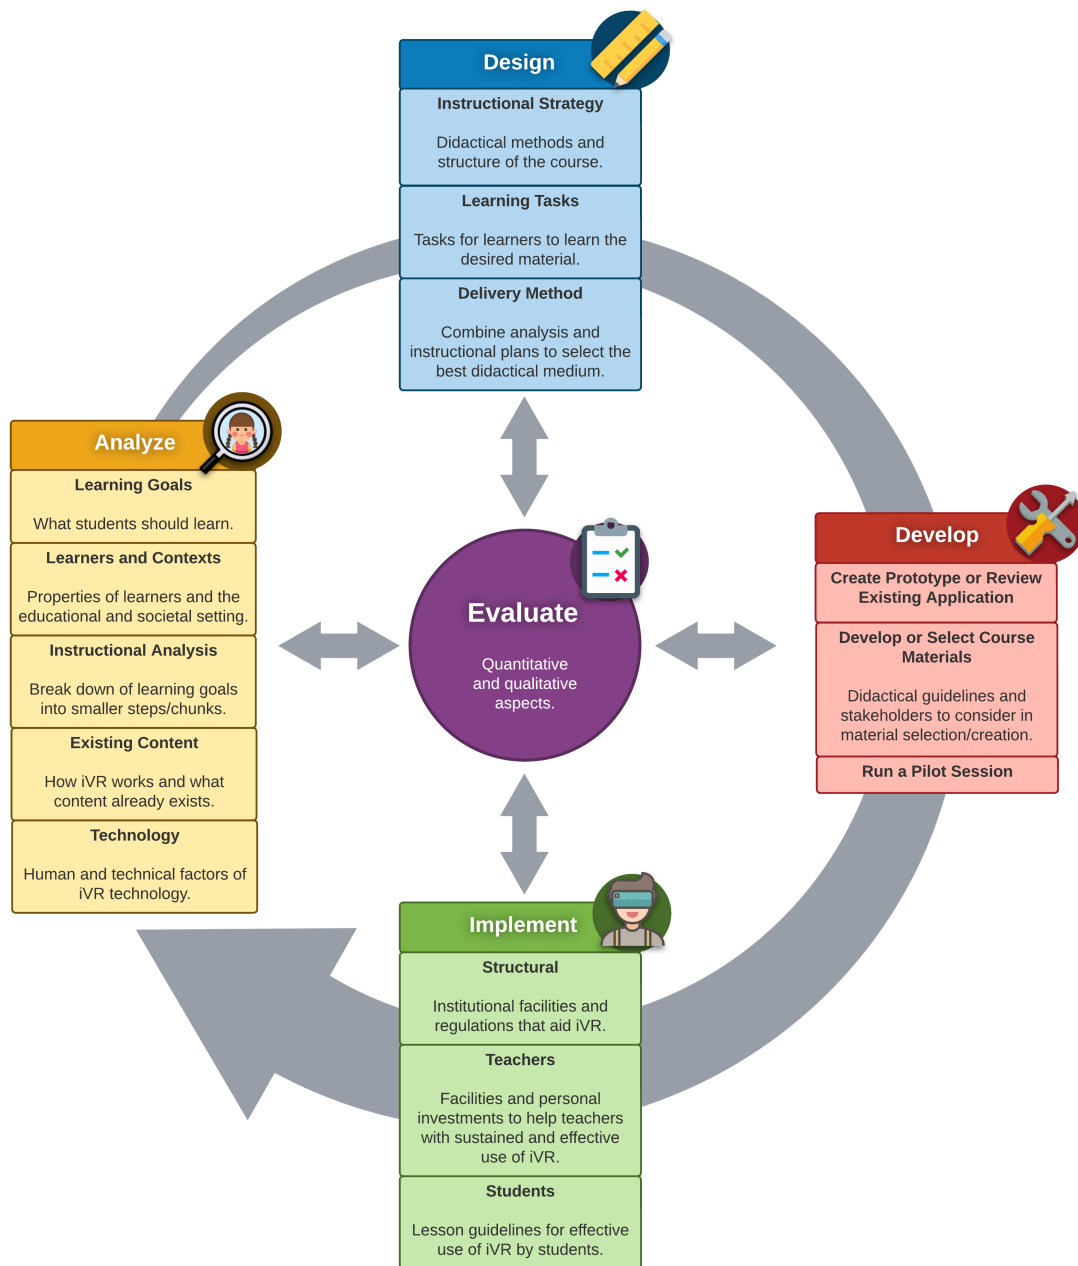 Design
Instructional Strategy
Didactical methods and
structure of the course.
Learning Tasks
Tasks for learners to learn the
desired material.
Delivery Method
Combine analysis and
instructional plans to select the
best didactical medium.
Analyze
Learning Goals
What students should learn.
Learners and Contexts
Properties of learners and the
educational and societal setting.
Instructional Analysis
Break down of learning goals
into smaller steps/chunks.
Existing Content
How iVR works and what
content already exists.
Technology
Human and technical factors of
iVR technology.
Evaluate
Quantitative
and qualitative
aspects.
Develop
Create Prototype or Review
Existing Application
Develop or Select Course
Materials
Didactical guidelines and
stakeholders to consider in
material selection/creation.
Run a Pilot Session
Implement
Structural
Institutional facilities and
regulations that aid iVR.
Teachers
Facilities and personal
investments to help teachers
with sustained and effective
use of iVR.
Students
Lesson guidelines for effective
use of iVR by students.